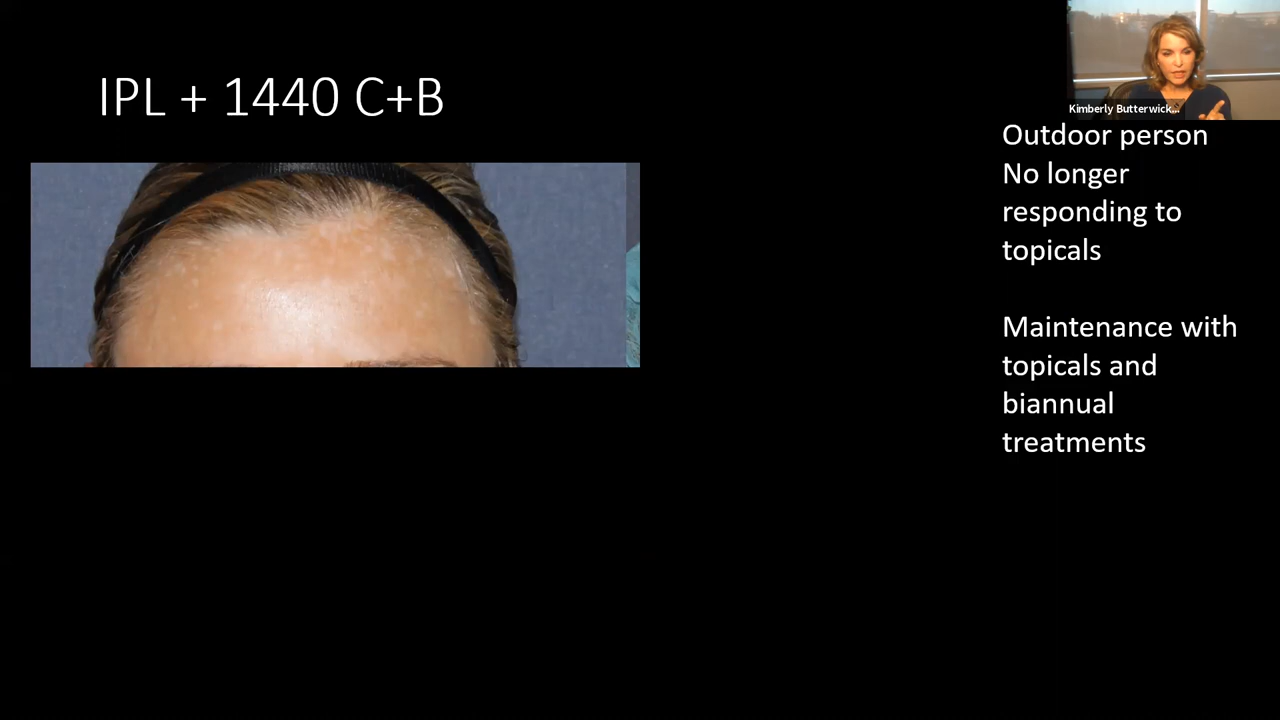 IPL + 1440 C+B
Kimberly Butterwick...
Outdoor person
No longer
responding to
topicals
Maintenance with
topicals and
biannual
treatments